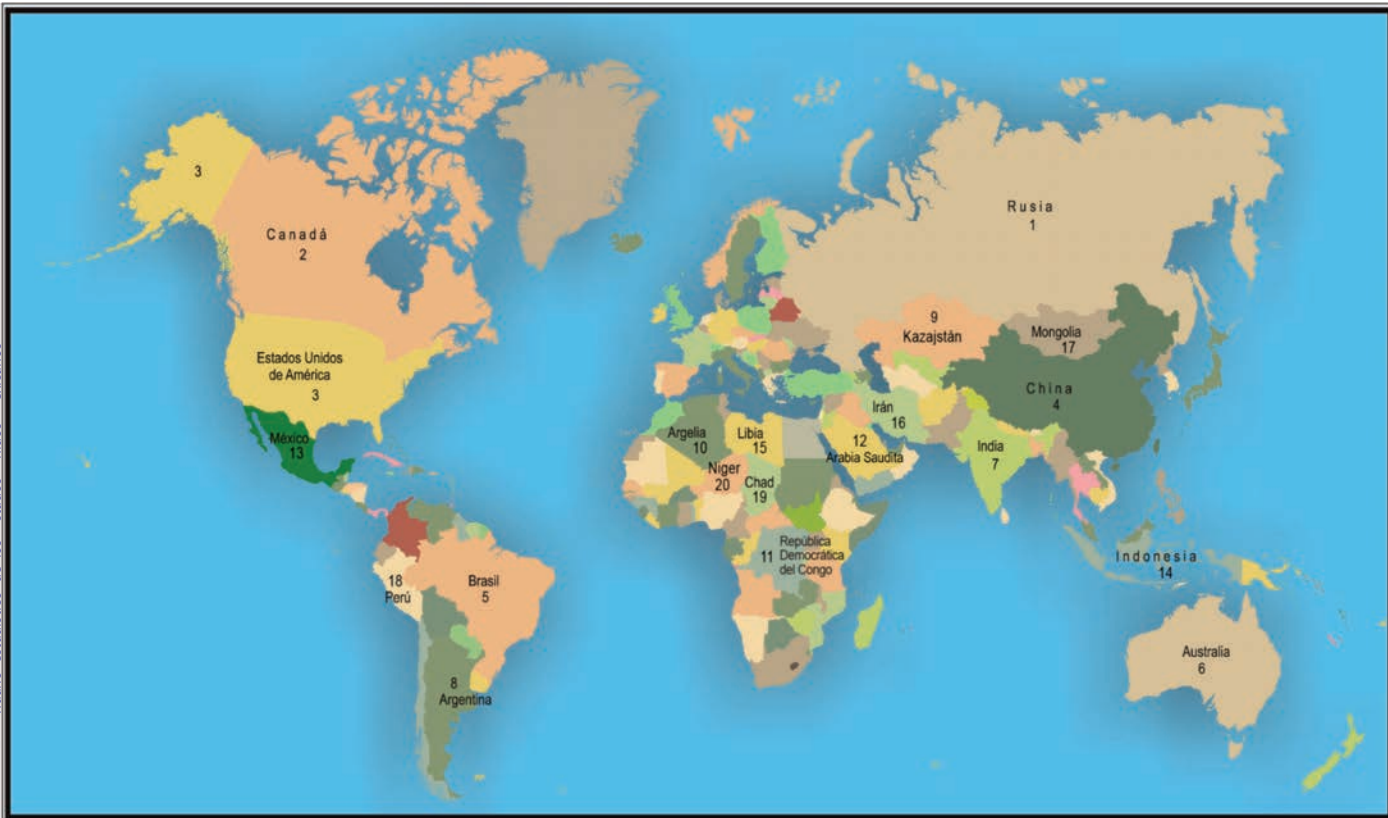 3
Canadá
2
Rusia
1
Estados Unidos
de América
3
México
13
9
Kazajstán
Mongolia
17
China
4
Irán
16
India
7
Argelia
10
Libia
15
12
Arabia Saudita
Niger
20
Chad
19
11
República
Democrática
del Congo
Indonesia
14
18
Perú
Brasil
5
8
Argentina
Australia
6